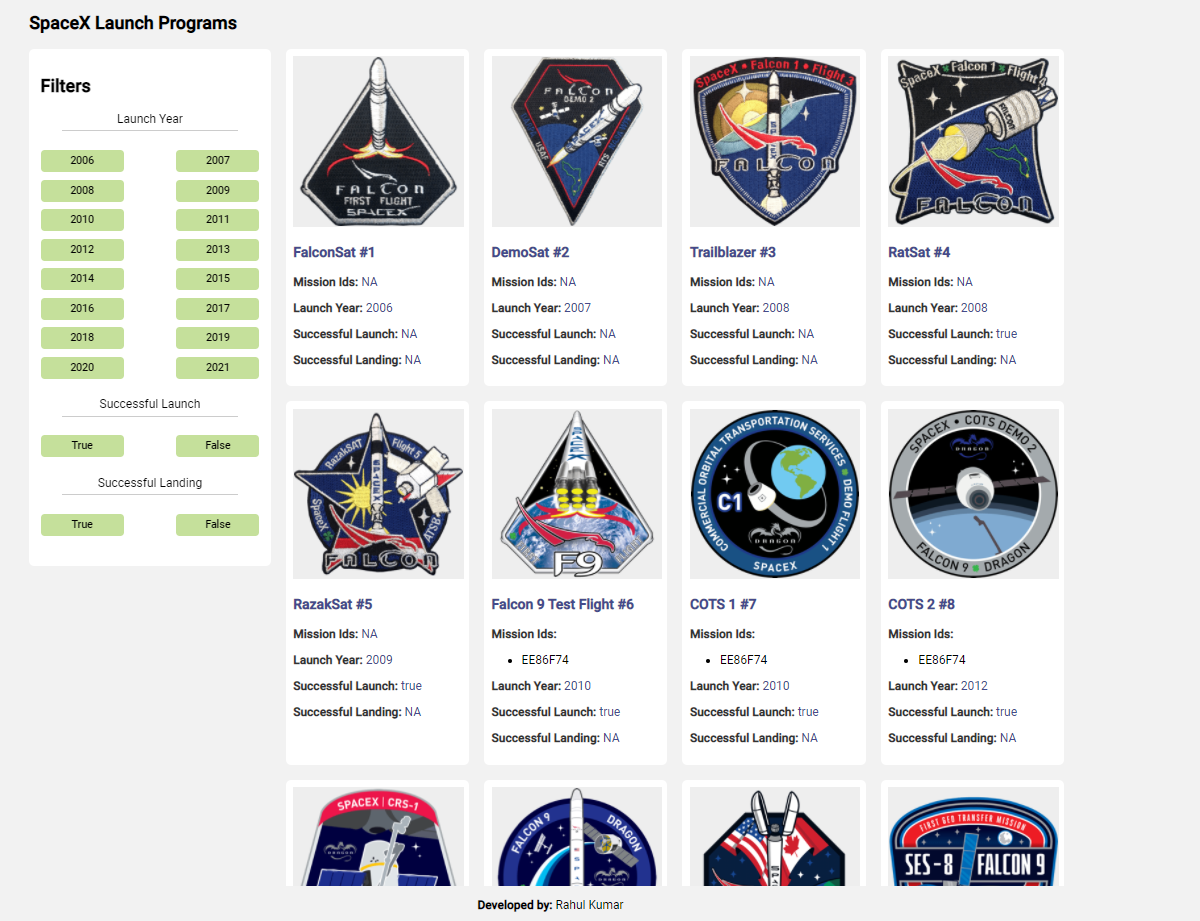 SpaceX Launch Programs
Filters
Launch Year
2006 2007
2008 2009
2010 2011
2012 2013
2014 2015
2016 2017
2018 2019
2020 2021
Successful Launch
True False
Successful Landing
True False
FALCON
FIRST FLIGHT
SPACEX
FalconSat #1
Mission Ids: NA
Launch Year: 2006
Successful Launch: NA
Successful Landing: NA
FALCON
DEMO 2
SPACEX
USAF
DemoSat #2
Mission Ids: NA
Launch Year: 2007
Successful Launch: NA
Successful Landing: NA
SpaceX • Falcon 1 • Flight 3
SPACEX
FALCON
Trailblazer #3
Mission Ids: NA
Launch Year: 2008
Successful Launch: NA
Successful Landing: NA
SpaceX Falcon 1 Flight 4
FALCON
FALCON
RatSat #4
Mission Ids: NA
Launch Year: 2008
Successful Launch: true
Successful Landing: NA
RazakSAT Flight 5
SPACEX
SpaceX ATSB
FALCON
RazakSat #5
Mission Ids: NA
Launch Year: 2009
Successful Launch: true
Successful Landing: NA
F9
Falcon 9 Test Flight #6
Mission Ids:
• EE86F74
Launch Year: 2010
Successful Launch: true
Successful Landing: NA
COMMERCIAL ORBITAL TRANSPORTATION SERVICES DEMO FLIGHT 1
C1
DRAGON
SPACEX
COTS 1 #7
Mission Ids:
• EE86F74
Launch Year: 2010
Successful Launch: true
Successful Landing: NA
SPACEX • COTS DEMO 2
DRAGON
FALCON 9 DRAGON
COTS 2 #8
Mission Ids:
• EE86F74
Launch Year: 2012
Successful Launch: true
Successful Landing: NA
SPACEX | CRS-1
DRAGON
FALCON 9 DRAGON
DRAGON
FIRST GEO TRANSFER MISSION
SES-8 FALCON 9
Developed by: Rahul Kumar